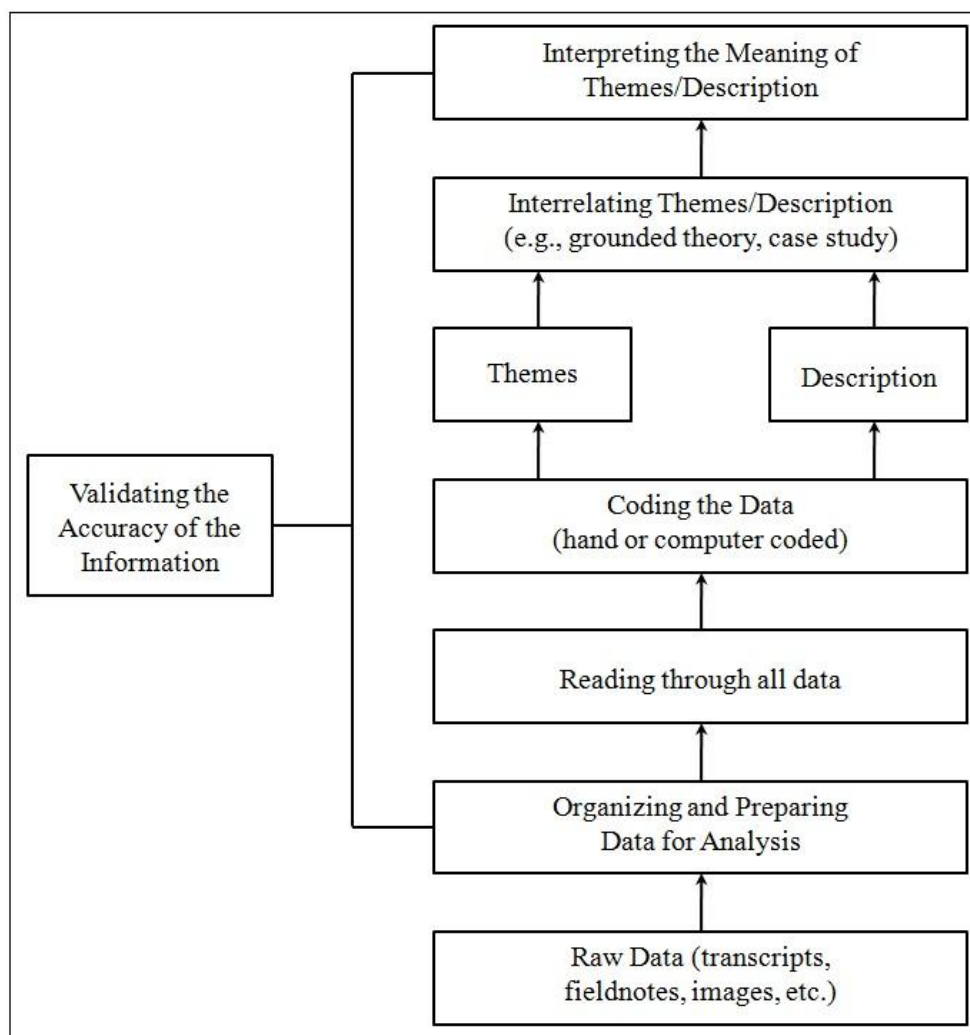 Interpreting the Meaning of
Themes/Description
Interrelating Themes/Description
(e.g., grounded theory, case study)
Themes
Description
Validating the
Accuracy of the
Information
Coding the Data
(hand or computer coded)
Reading through all data
Organizing and Preparing
Data for Analysis
Raw Data (transcripts,
fieldnotes, images, etc.)